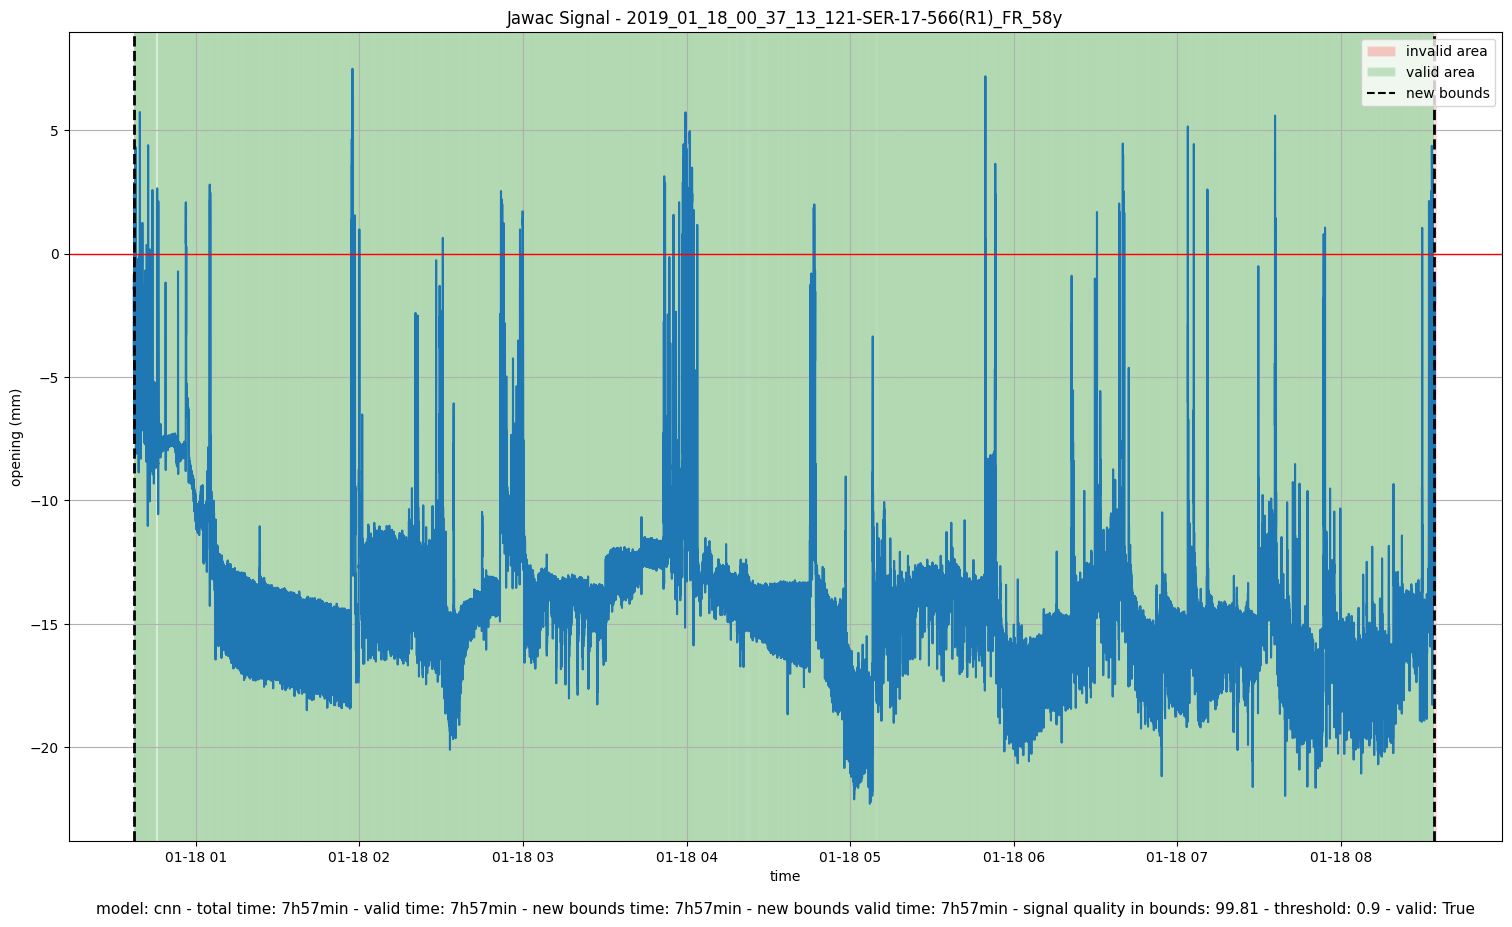 Jawac Signal - 2019_01_18_00_37_13_121-SER-17-566(R1)_FR_58y
invalid area
valid area
new bounds
5
0
−5
−10
−15
−20
opening (mm)
01-18 01
01-18 02
01-18 03
01-18 04
01-18 05
01-18 06
01-18 07
01-18 08
time
model: cnn - total time: 7h57min - valid time: 7h57min - new bounds time: 7h57min - new bounds valid time: 7h57min - signal quality in bounds: 99.81 - threshold: 0.9 - valid: True